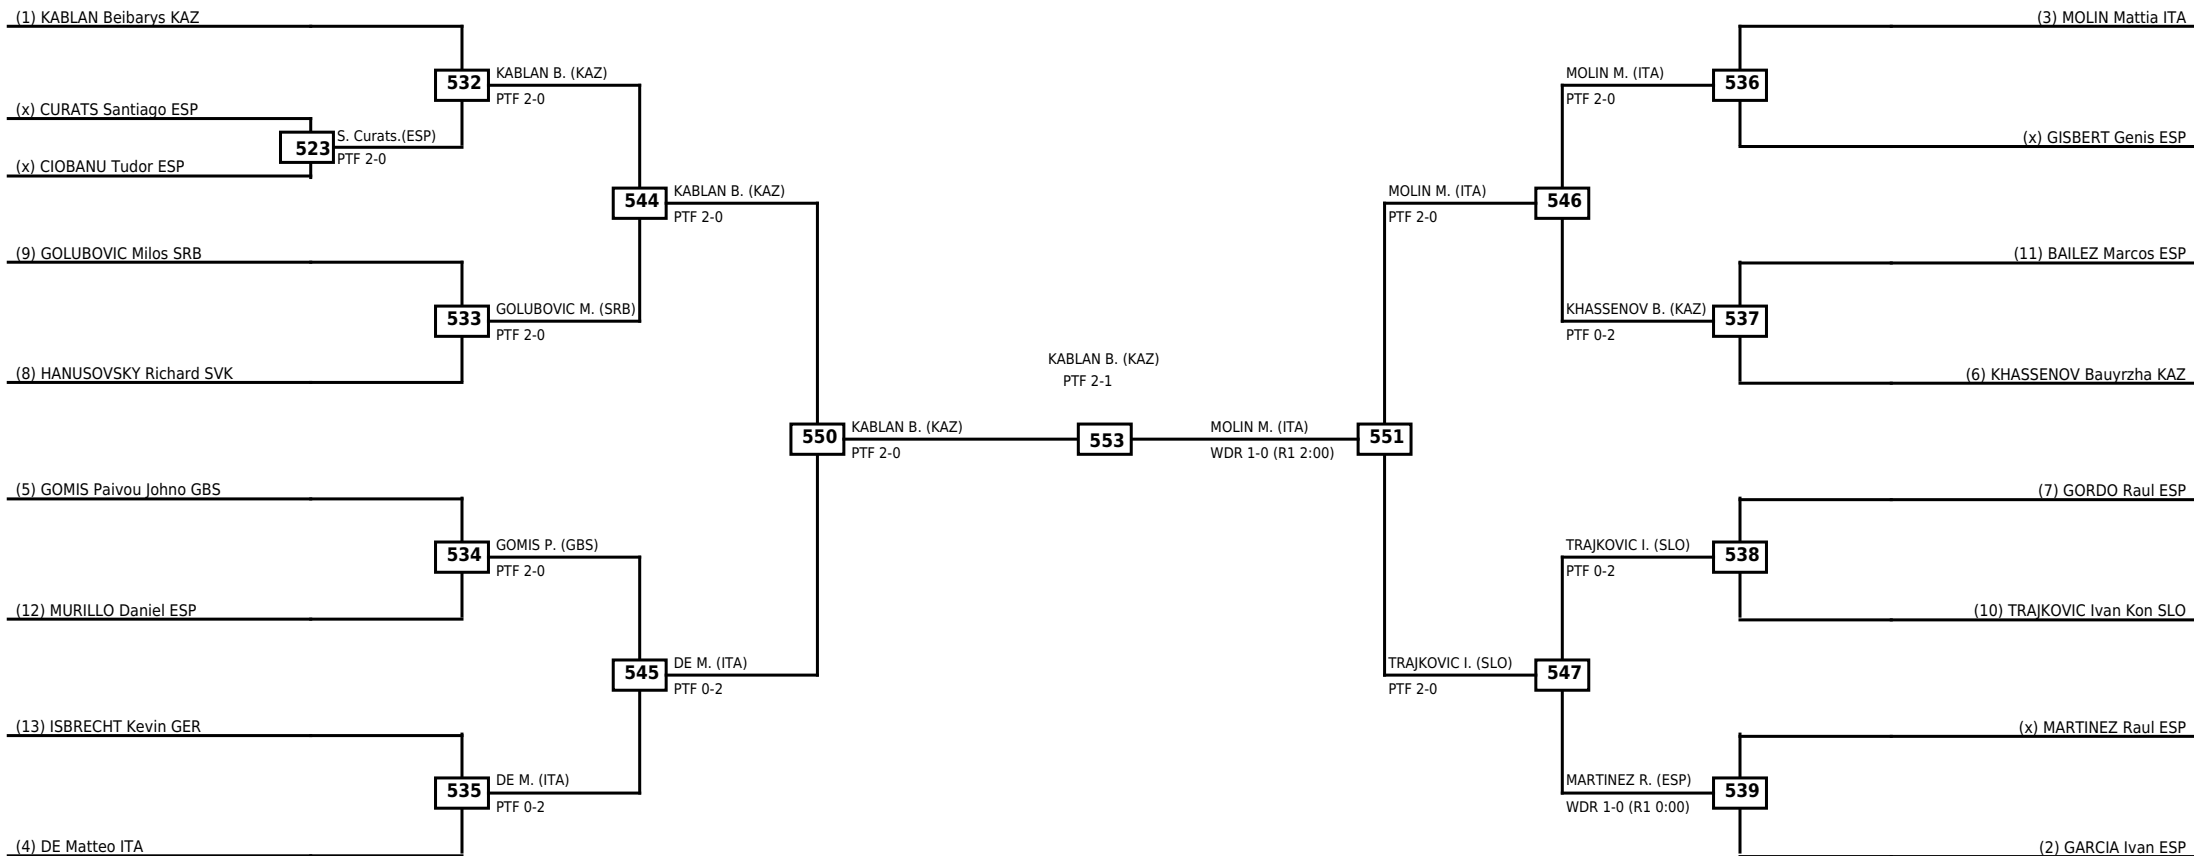 (1) KABLAN Beibarys KAZ
(x) CURATS Santiago ESP
(x) CIOBANU Tudor ESP
(9) GOLUBOVIC Milos SRB
(8) HANUSOVSKY Richard SVK
(5) GOMIS Paivou Johno GBS
(12) MURILLO Daniel ESP
(13) ISBRECHT Kevin GER
(4) DE Matteo ITA
523
S. Curats.(ESP)
PTF 2-0
532
KABLAN B. (KAZ)
PTF 2-0
533
GOLUBOVIC M. (SRB)
PTF 2-0
534
GOMIS P. (GBS)
PTF 2-0
535
DE M. (ITA)
PTF 0-2
544
KABLAN B. (KAZ)
PTF 2-0
545
DE M. (ITA)
PTF 0-2
550
KABLAN B. (KAZ)
PTF 2-0
KABLAN B. (KAZ)
PTF 2-1
553
MOLIN M. (ITA)
WDR 1-0 (R1 2:00)
551
MOLIN M. (ITA)
PTF 2-0
546
TRAJKOVIC I. (SLO)
PTF 2-0
547
MOLIN M. (ITA)
PTF 2-0
536
KHASSENOV B. (KAZ)
PTF 0-2
537
TRAJKOVIC I. (SLO)
PTF 0-2
538
MARTINEZ R. (ESP)
WDR 1-0 (R1 0:00)
539
(3) MOLIN Mattia ITA
(x) GISBERT Genis ESP
(11) BAILEZ Marcos ESP
(6) KHASSENOV Bauyrzha KAZ
(7) GORDO Raul ESP
(10) TRAJKOVIC Ivan Kon SLO
(x) MARTINEZ Raul ESP
(2) GARCIA Ivan ESP